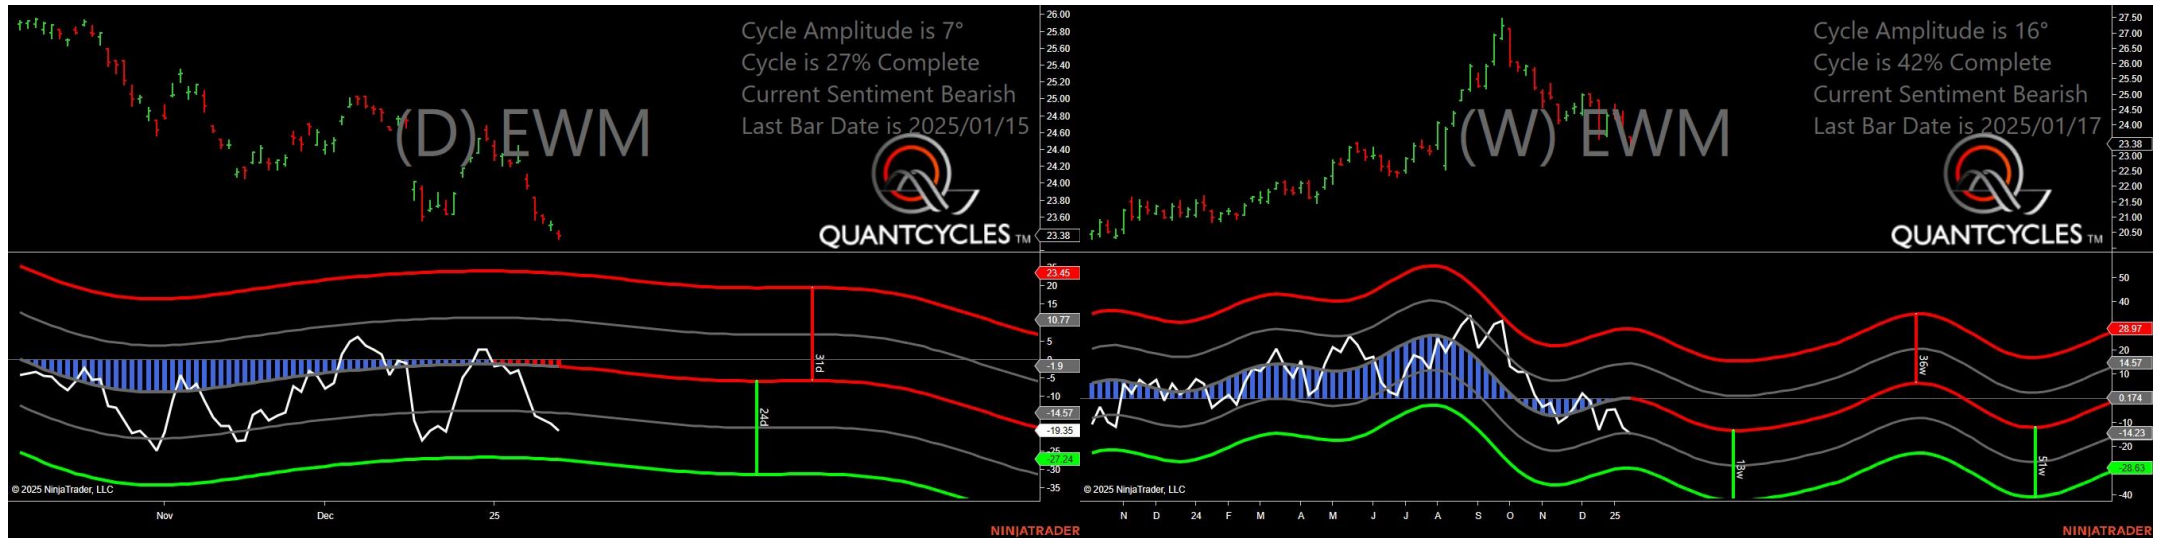 Cycle Amplitude is 7°
Cycle is 27% Complete
Current Sentiment Bearish
Last Bar Date is 2025/01/15
(D) EWM
QUANTCYCLES TM
26.00
25.80
25.60
25.40
25.20
25.00
24.80
24.60
24.40
24.20
24.00
23.80
23.60
23.38
23.45
20
15
10.77
5
0
-1.9
-5
-10
-14.57
-19.35
-25
-27.24
-30
-35
31d
24d
© 2025 NinjaTrader, LLC
Nov Dec 25
NINJATRADER
Cycle Amplitude is 16°
Cycle is 42% Complete
Current Sentiment Bearish
Last Bar Date is 2025/01/17
(W) EWM
QUANTCYCLES TM
27.50
27.00
26.50
26.00
25.50
25.00
24.50
24.00
23.38
23.00
22.50
22.00
21.50
21.00
20.50
50
40
28.97
20
14.57
10
0.174
-10
-14.23
-20
-28.63
-40
36w
13w
51w
© 2025 NinjaTrader, LLC
N D 24 F M A M J J A S O N D 25
NINJATRADER